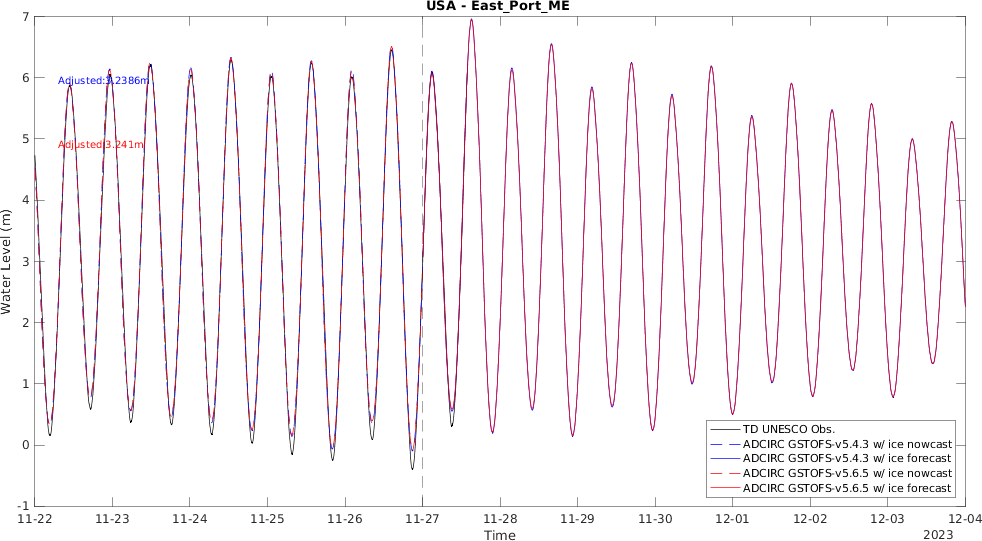 USA - East_Port_ME
7
6
5
4
3
2
1
0
-1
Water Level (m)
Adjusted:3.2386m
Adjusted:3.241m
TD UNESCO Obs.
ADCIRC GSTOFS-v5.4.3 w/ ice nowcast
ADCIRC GSTOFS-v5.4.3 w/ ice forecast
ADCIRC GSTOFS-v5.6.5 w/ ice nowcast
ADCIRC GSTOFS-v5.6.5 w/ ice forecast
11-22 11-23 11-24 11-25 11-26 11-27 11-28 11-29 11-30 12-01 12-02 12-03 12-04
Time
2023